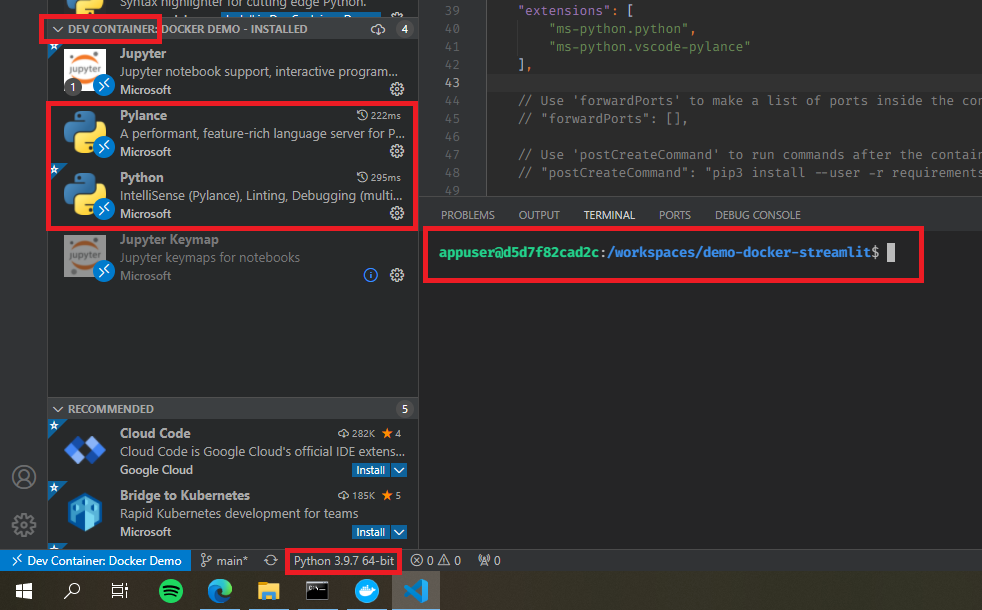 Syntax highlighter for cutting edge Python.
DEV CONTAINER: DOCKER DEMO - INSTALLED
4
Jupyter
Jupyter notebook support, interactive program...
1
Microsoft
Pylance
222ms
A performant, feature-rich language server for P...
Microsoft
Python
295ms
IntelliSense (Pylance), Linting, Debugging (multi...
Microsoft
Jupyter Keymap
Jupyter keymaps for notebooks
Microsoft
RECOMMENDED
5
Cloud Code
282K
4
Cloud Code is Google Cloud's official IDE extens...
Google Cloud
Install
Bridge to Kubernetes
185K
5
Rapid Kubernetes development for teams
Microsoft
Install
39 "extensions": [
40 "ms-python.python",
41 "ms-python.vscode-pylance"
42 ],
43
44 // Use 'forwardPorts' to make a list of ports inside the con
45 // "forwardPorts": [],
46
47 // Use 'postCreateCommand' to run commands after the contain
48 // "postCreateCommand": "pip3 install --user -r requirements
49
PROBLEMS OUTPUT TERMINAL PORTS DEBUG CONSOLE
appuser@d5d7f82cad2c:/workspaces/demo-docker-streamlit$
Dev Container: Docker Demo main* Python 3.9.7 64-bit 0 0 0